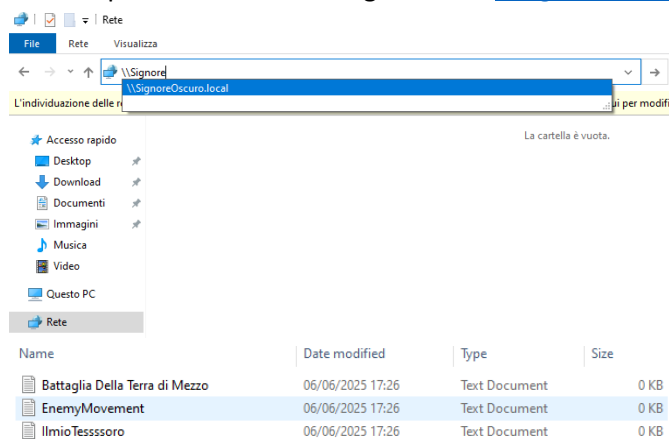 Rete
File Rete Visualizza
\\Signore
\\SignoreOscuro.local
L'individuazione delle
per modifi
La cartella è vuota.
Accesso rapido
Desktop
Download
Documenti
Immagini
Musica
Video
Questo PC
Rete
Name Date modified Type Size
Battaglia Della Terra di Mezzo 06/06/2025 17:26 Text Document 0 KB
EnemyMovement 06/06/2025 17:26 Text Document 0 KB
IlmioTessssoro 06/06/2025 17:26 Text Document 0 KB